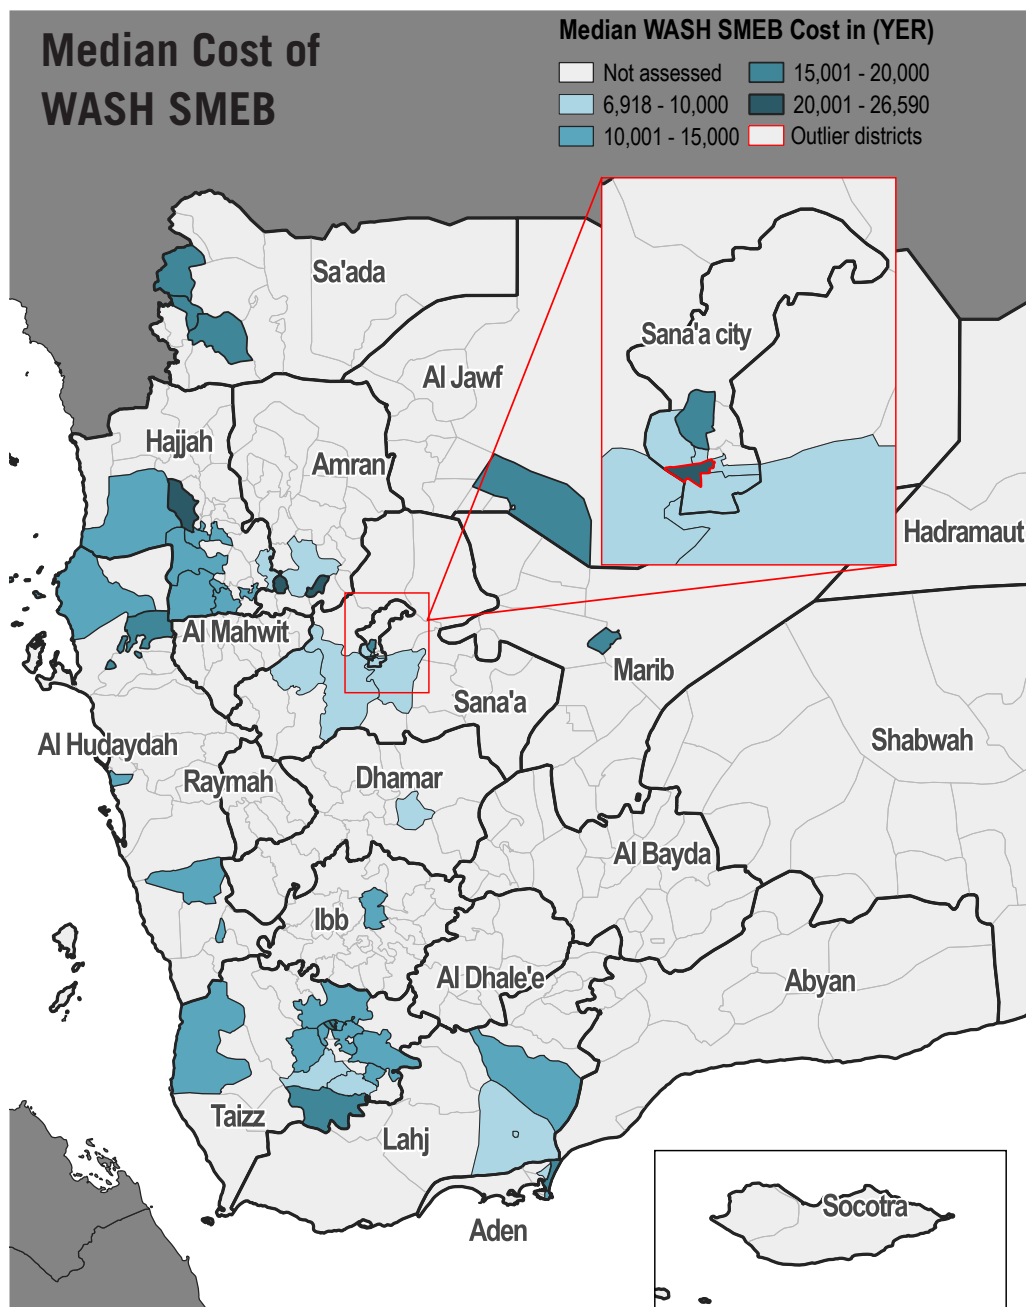 Median Cost of
WASH SMEB
Median WASH SMEB Cost in (YER)
Not assessed
15,001 - 20,000
6,918 - 10,000
20,001 - 26,590
10,001 - 15,000
Outlier districts
Sa'ada
Sana'a city
Al Jawf
Hajjah
Amran
Hadramaut
Al Mahwit
Marib
Sana'a
Al Hudaydah
Shabwah
Raymah
Dhamar
Al Bayda
Ibb
Al Dhale'e
Abyan
Taizz
Lahj
Socotra
Aden